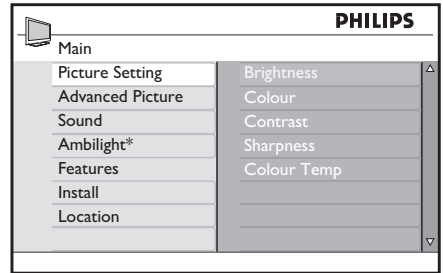 PHILIPS
Main
Picture Setting
Advanced Picture
Sound
Ambilight*
Features
Install
Location
Brightness
Colour
Contrast
Sharpness
Colour Temp